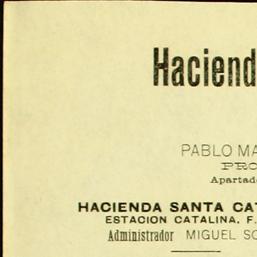 Haciend
PABLO MA
PRO
Apartad
HACIENDA SANTA CAT
ESTACION CATALINA, F.
Administrador MIGUEL SO